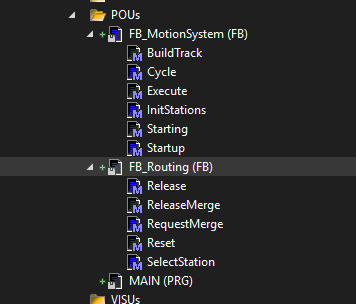 POUs
FB_MotionSystem (FB)
BuildTrack
Cycle
Execute
InitStations
Starting
Startup
FB_Routing (FB)
Release
ReleaseMerge
RequestMerge
Reset
SelectStation
MAIN (PRG)
VISUs